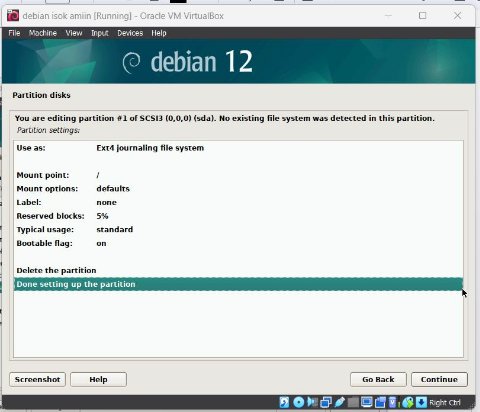 debian isok amiin [Running] - Oracle VM VirtualBox
File Machine View Input Devices Help
debian 12
Partition disks
You are editing partition #1 of SCSI3 (0,0,0) (sda). No existing file system was detected in this partition.
Partition settings:
Use as: Ext4 journaling file system
Mount point: /
Mount options: defaults
Label: none
Reserved blocks: 5%
Typical usage: standard
Bootable flag: on
Delete the partition
Done setting up the partition
Screenshot Help Go Back Continue
Right Ctrl